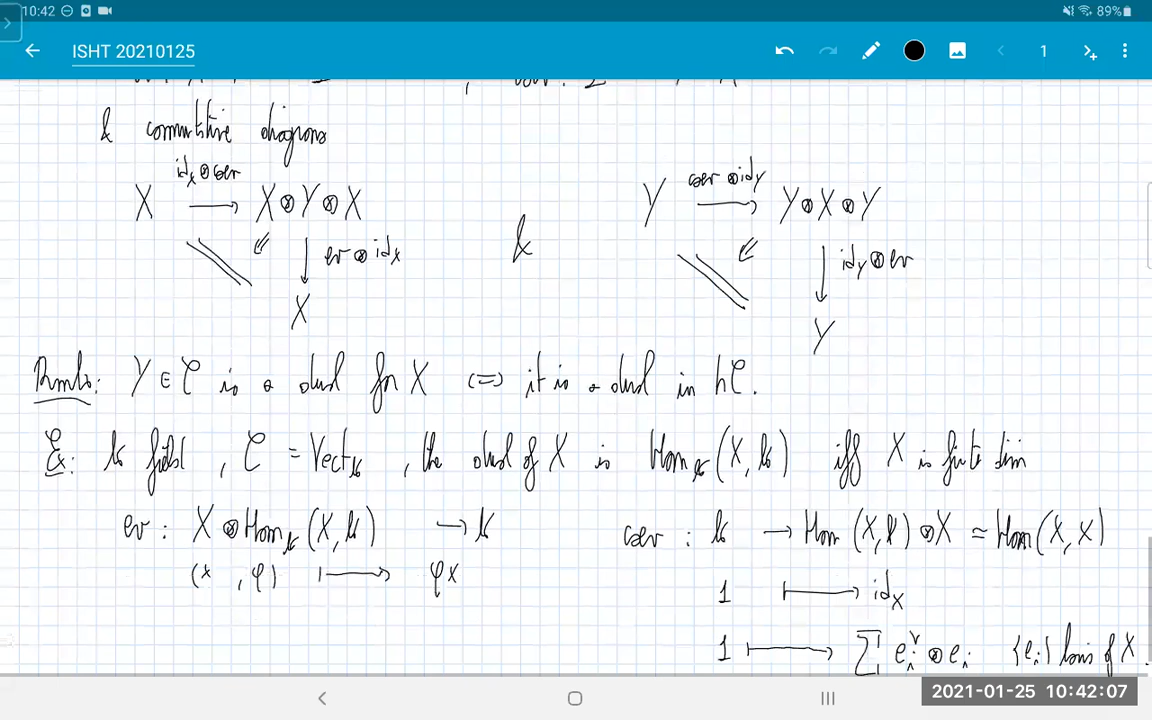 10:42
89%
ISHT 20210125
1
& commutitive diagrams
X id_X⊗coev → X⊗Y⊗X
ev⊗id_X
X
&
Y coev⊗id_Y → Y⊗X⊗Y
id_Y⊗ev
Y
Rmk: Y ∈ C is a dual for X <=> it is a dual in hC.
Ex: k field, C = Vect_k, the dual of X is Hom_k(X,k) iff X is finite dim
ev : X⊗Hom_k(X,k) → k
(x, φ) ↦ φx
coev : k → Hom(X,k)⊗X ≃ Hom(X,X)
1 ↦ id_X
1 ↦ ∑ e_i^∨ ⊗ e_i {e_i} basis of X.
2021-01-25 10:42:07